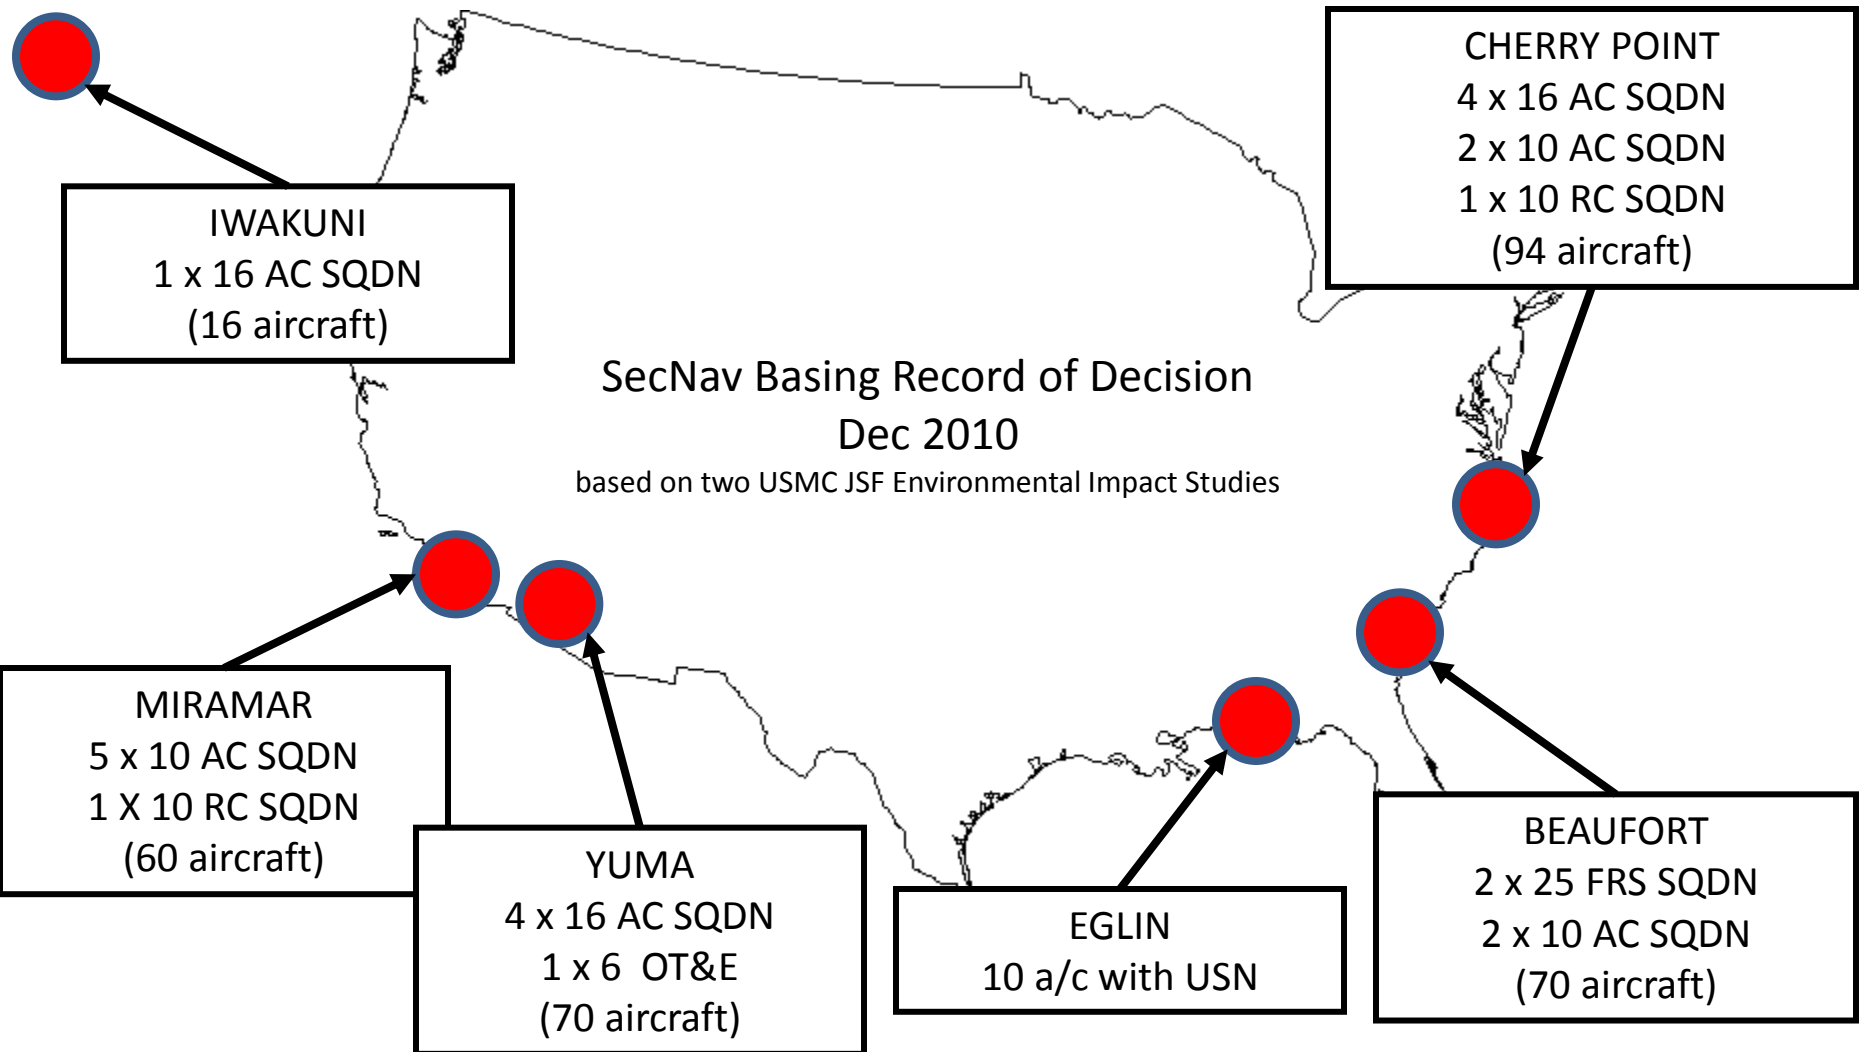 CHERRY POINT
4 x 16 AC SQDN
2 x 10 AC SQDN
1 x 10 RC SQDN
(94 aircraft)
IWAKUNI
1 x 16 AC SQDN
(16 aircraft)
SecNav Basing Record of Decision
Dec 2010
based on two USMC JSF Environmental Impact Studies
MIRAMAR
5 x 10 AC SQDN
1 X 10 RC SQDN
(60 aircraft)
YUMA
4 x 16 AC SQDN
1 x 6 OT&E
(70 aircraft)
EGLIN
10 a/c with USN
BEAUFORT
2 x 25 FRS SQDN
2 x 10 AC SQDN
(70 aircraft)